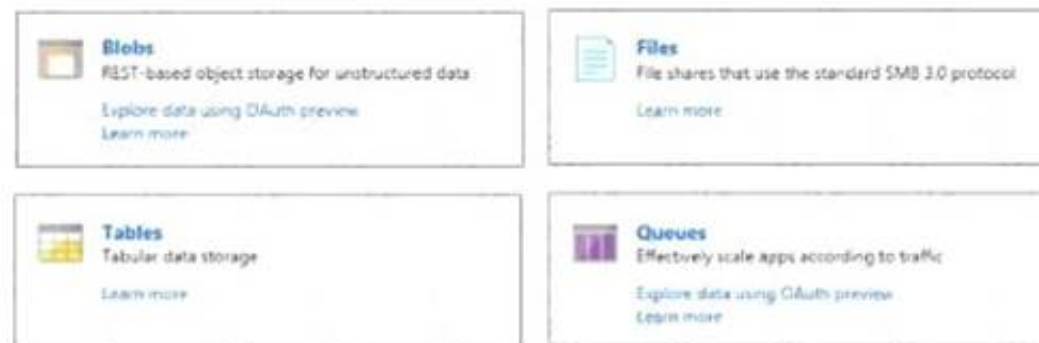 Blobs
REST-based object storage for unstructured data
Explore data using OAuth preview
Learn more
Files
File shares that use the standard SMB 3.0 protocol
Learn more
Tables
Tabular data storage
Learn more
Queues
Effectively scale apps according to traffic
Explore data using OAuth preview
Learn more